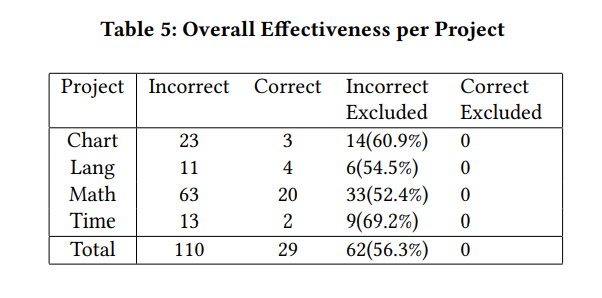 Table 5: Overall Effectiveness per Project
Project Incorrect Correct Incorrect Excluded Correct Excluded
Chart 23 3 14(60.9%) 0
Lang 11 4 6(54.5%) 0
Math 63 20 33(52.4%) 0
Time 13 2 9(69.2%) 0
Total 110 29 62(56.3%) 0